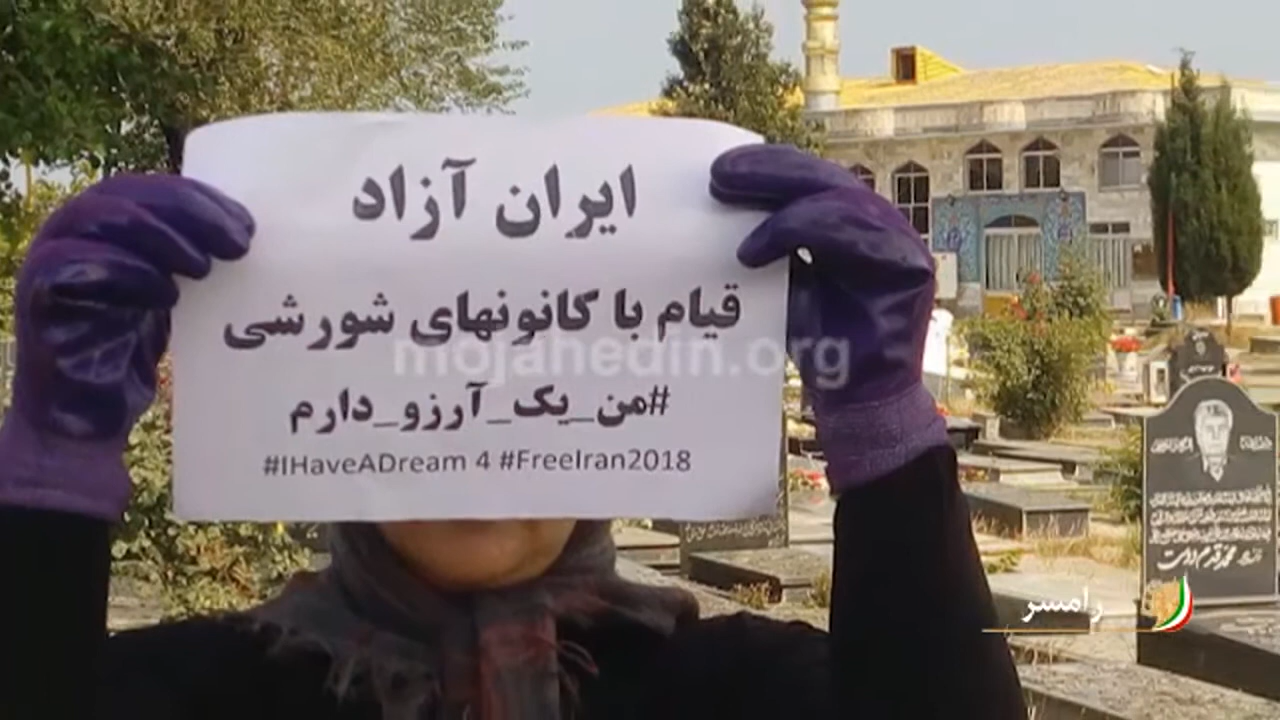 ایران آزاد
قیام با کانونهای شورشی
mojahedin.org
#من_یک_آرزو_دارم
#IHaveADream 4 #FreeIran2018
رامسر